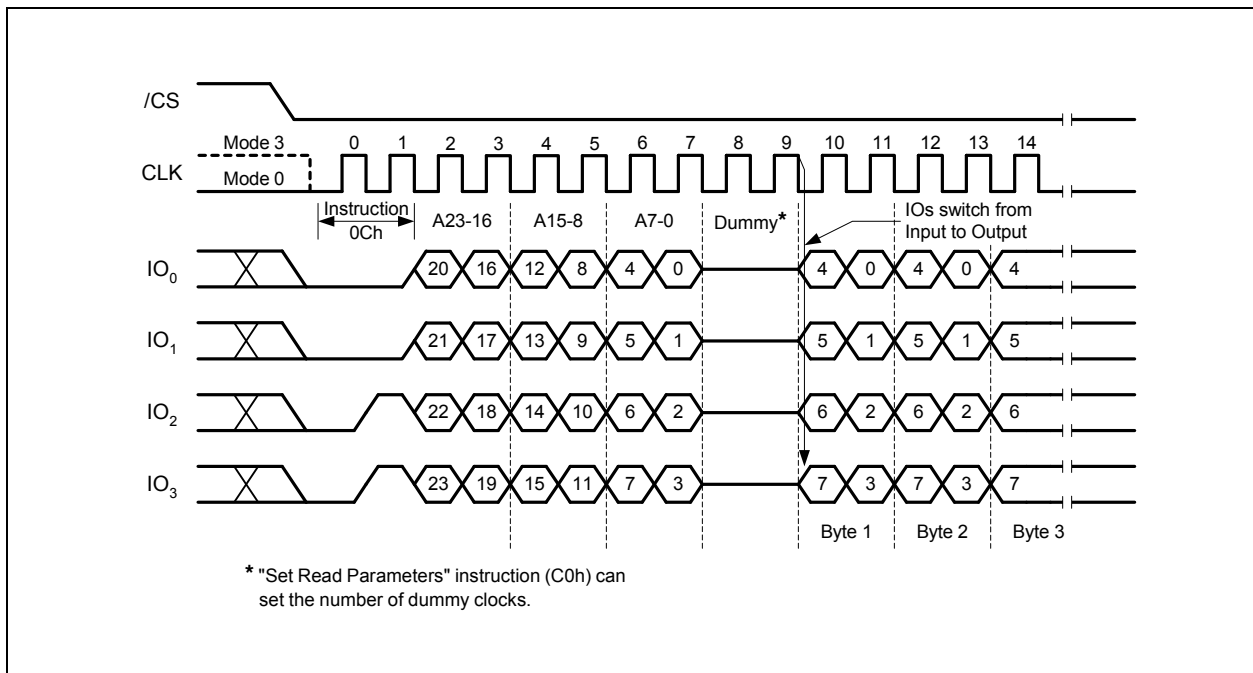 /CS
Mode 3 0 1 2 3 4 5 6 7 8 9 10 11 12 13 14
CLK
Mode 0
Instruction
0Ch
A23-16 A15-8 A7-0 Dummy*
IOs switch from
Input to Output
IO0 20 16 12 8 4 0 4 0 4 0 4
IO1 21 17 13 9 5 1 5 1 5 1 5
IO2 22 18 14 10 6 2 6 2 6 2 6
IO3 23 19 15 11 7 3 7 3 7 3 7
Byte 1 Byte 2 Byte 3
* "Set Read Parameters" instruction (C0h) can
set the number of dummy clocks.